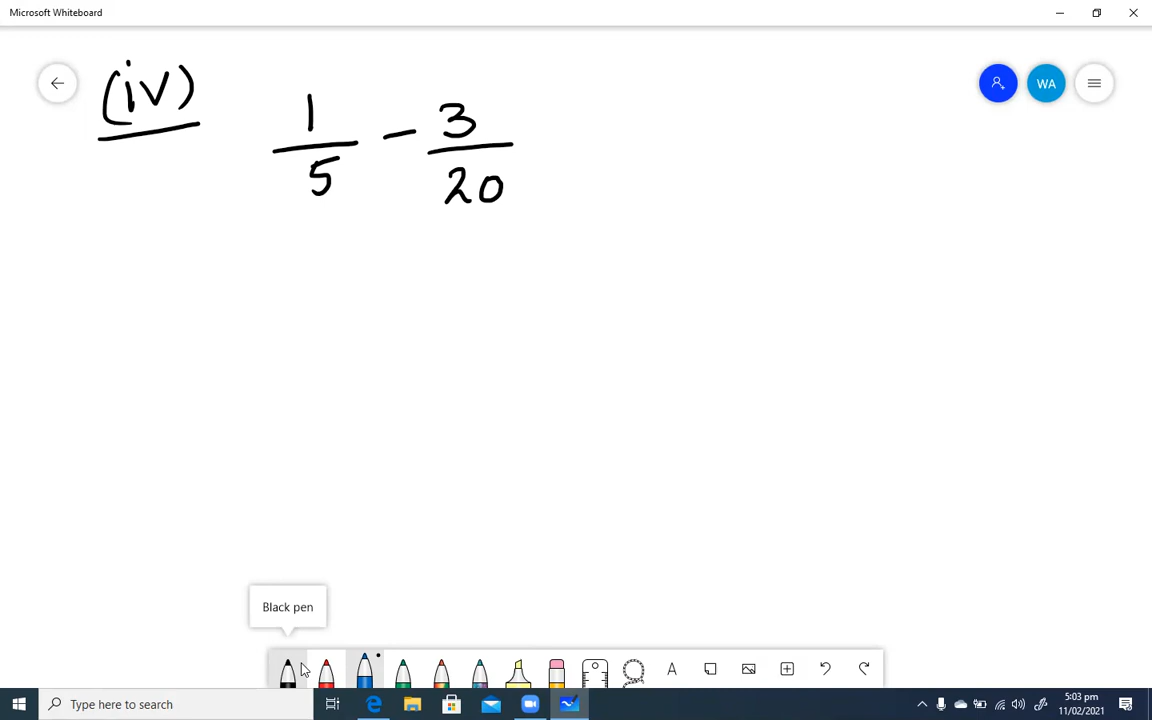 Microsoft Whiteboard
(iv) 1/5 - 3/20
WA
Black pen
A
Type here to search
5:03 pm
11/02/2021